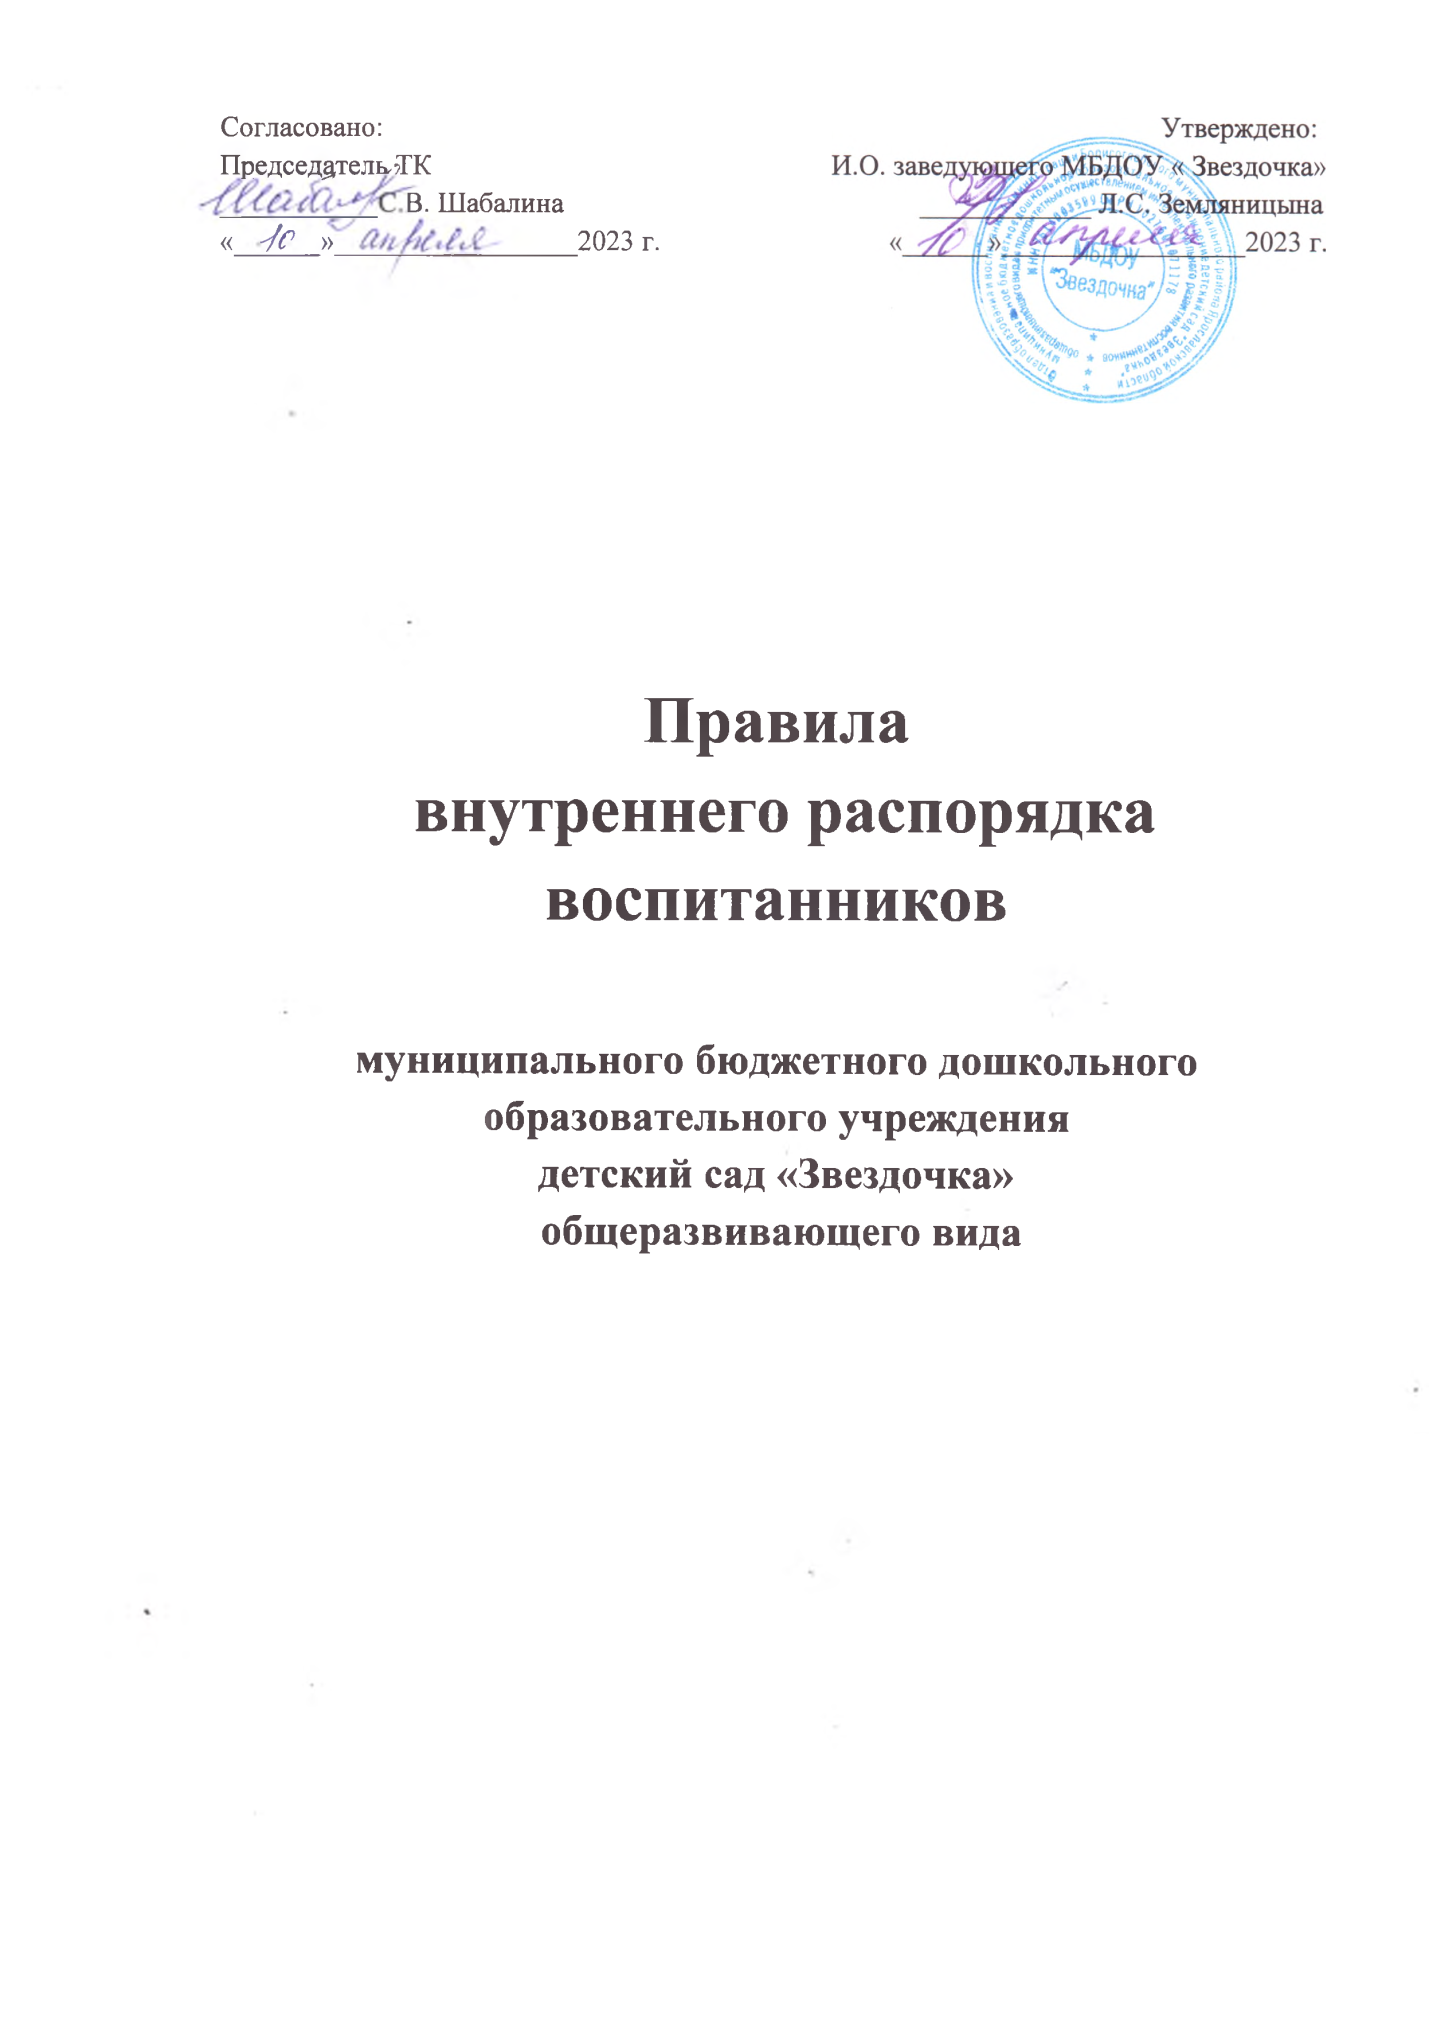 Согласовано:
Председатель ТК
Шабалина С.В. Шабалина
«10» апреля 2023 г.
Утверждено:
И.О. заведующего МБДОУ « Звездочка»
Л.С. Земляницына
«10» апреля 2023 г.
МБДОУ
"Звездочка"
Правила
внутреннего распорядка
воспитанников
муниципального бюджетного дошкольного
образовательного учреждения
детский сад «Звездочка»
общеразвивающего вида